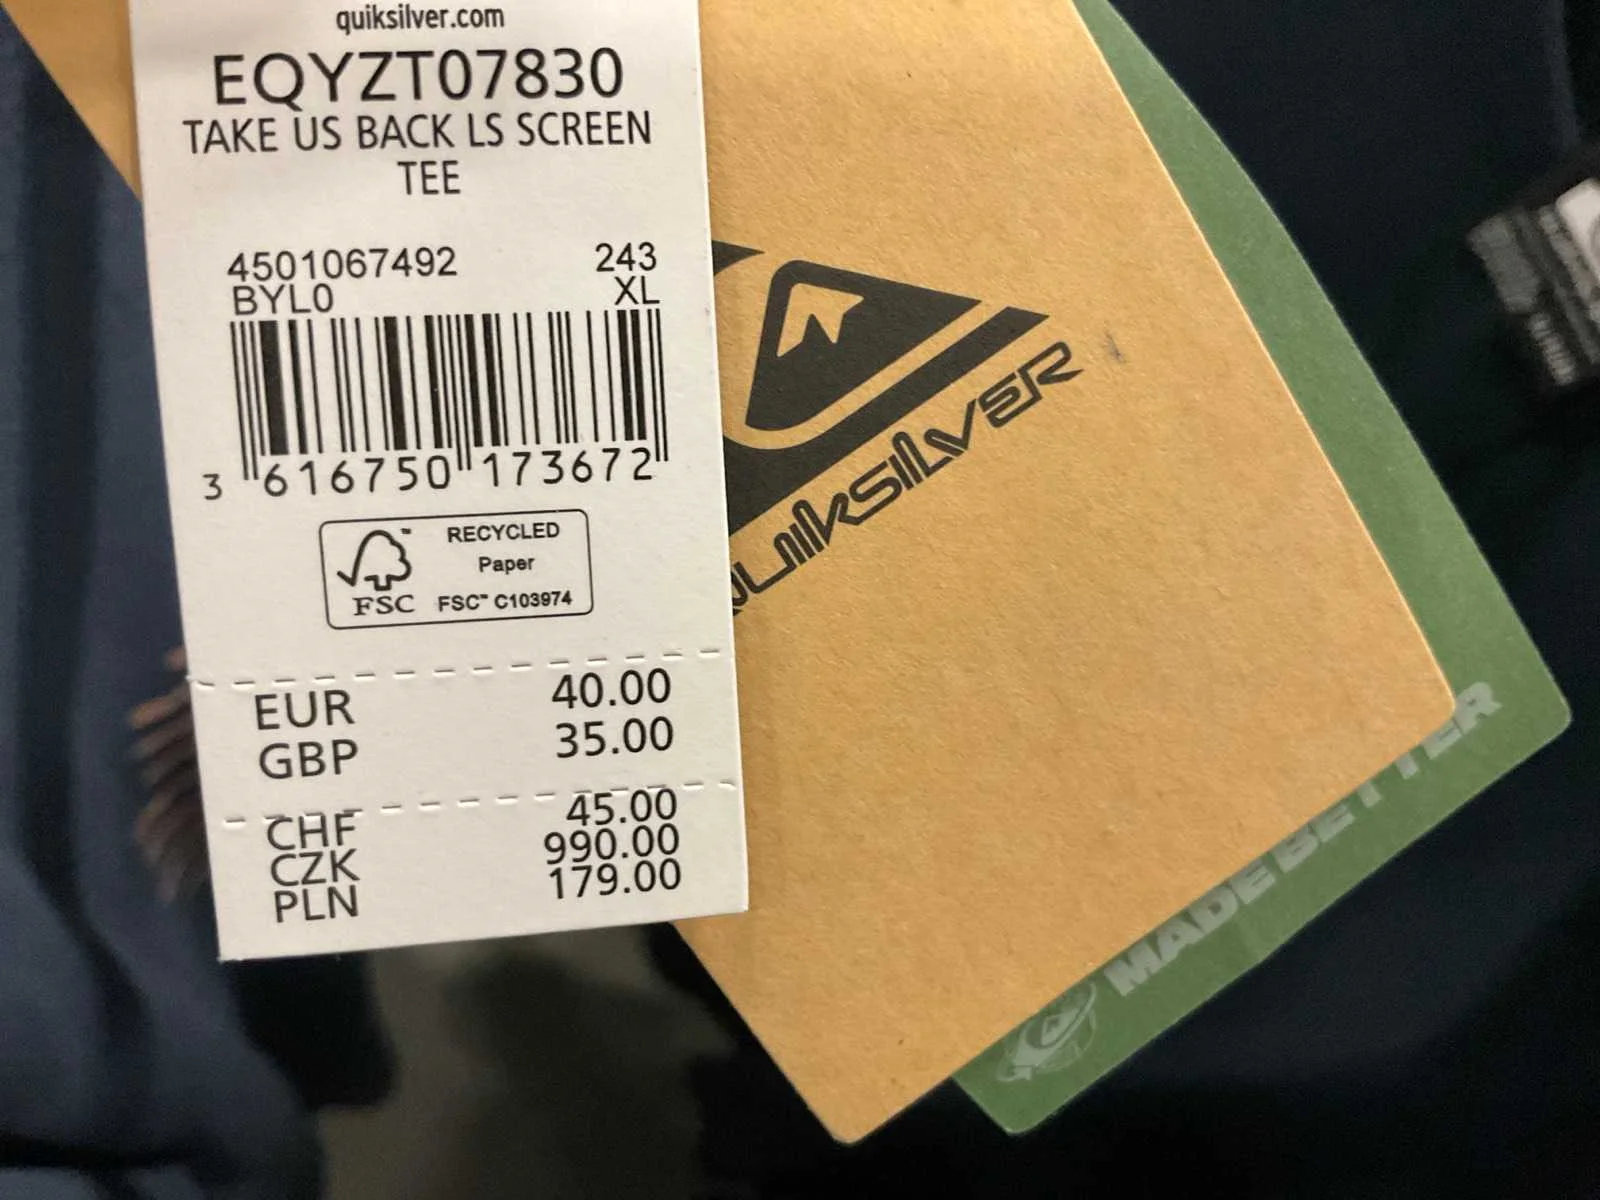 quiksilver.com
EQYZT07830
TAKE US BACK LS SCREEN
TEE
4501067492 243
BYL0 XL
3 616750 173672
RECYCLED
Paper
FSC™ C103974
FSC
EUR 40.00
GBP 35.00
CHF 45.00
CZK 990.00
PLN 179.00
QUIKSILVER
MADE BETTER